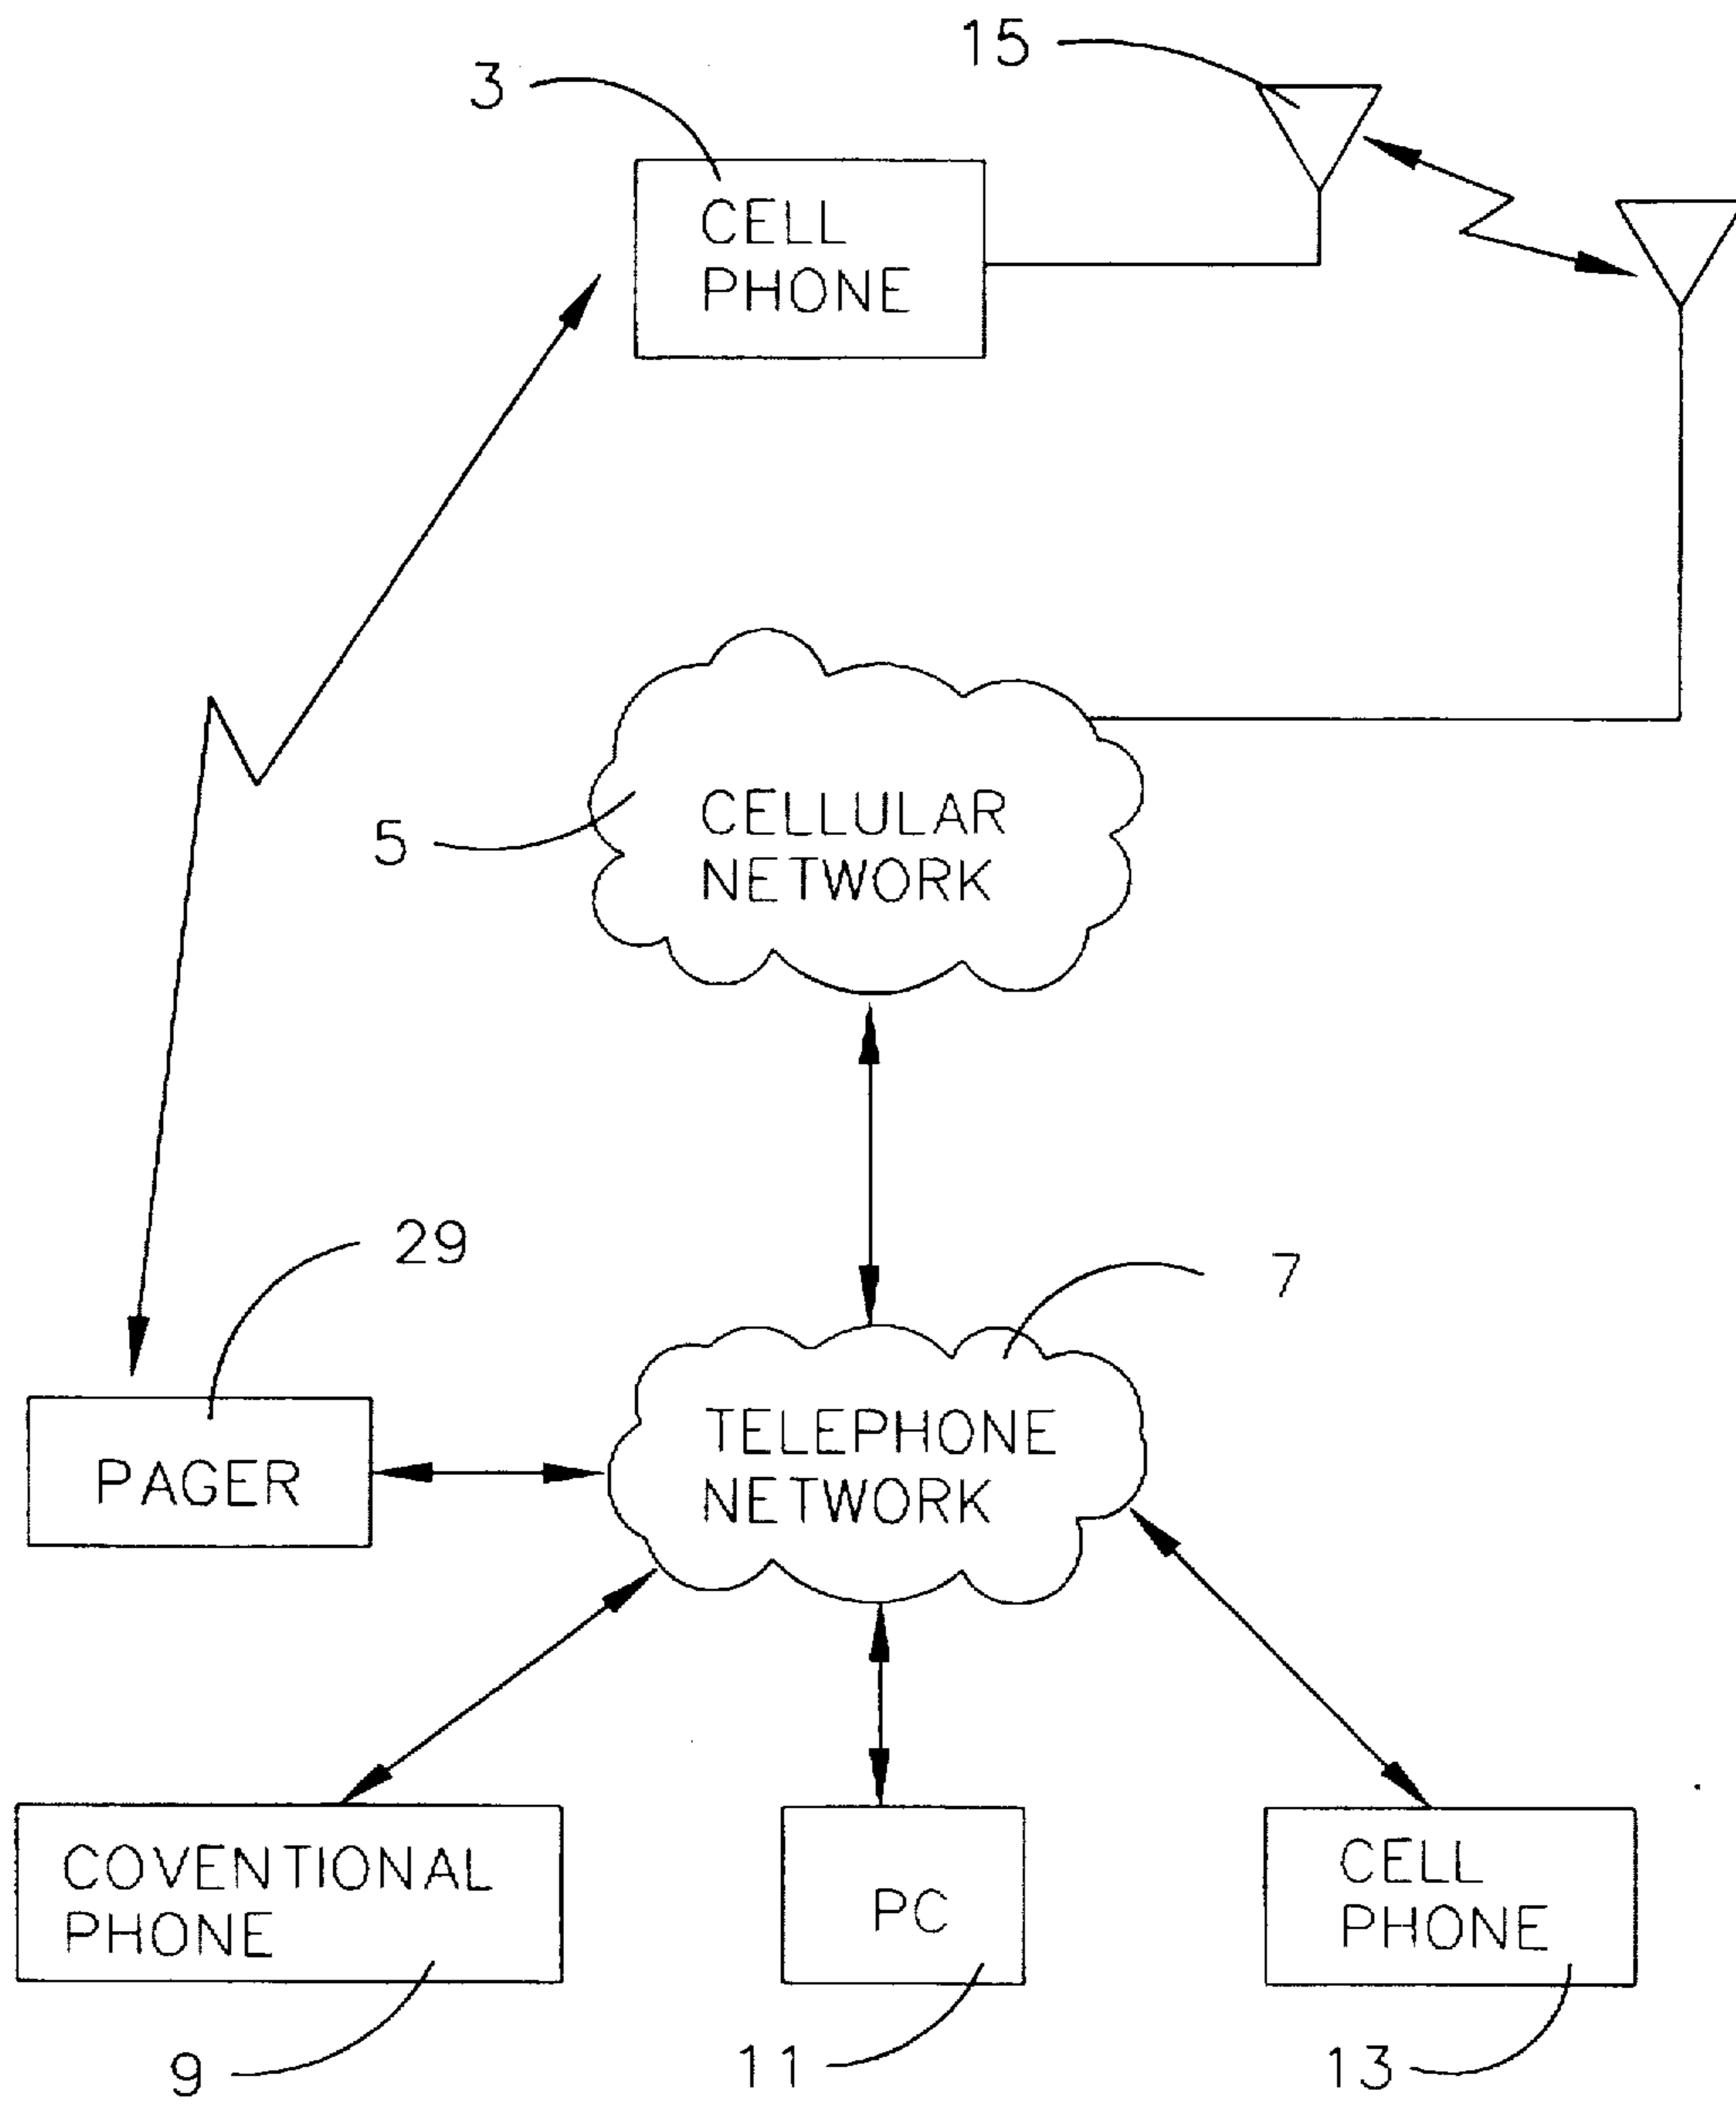 15
3
CELL
PHONE
5
CELLULAR
NETWORK
29
7
PAGER
TELEPHONE
NETWORK
COVENTIONAL
PHONE
PC
CELL
PHONE
9
11
13